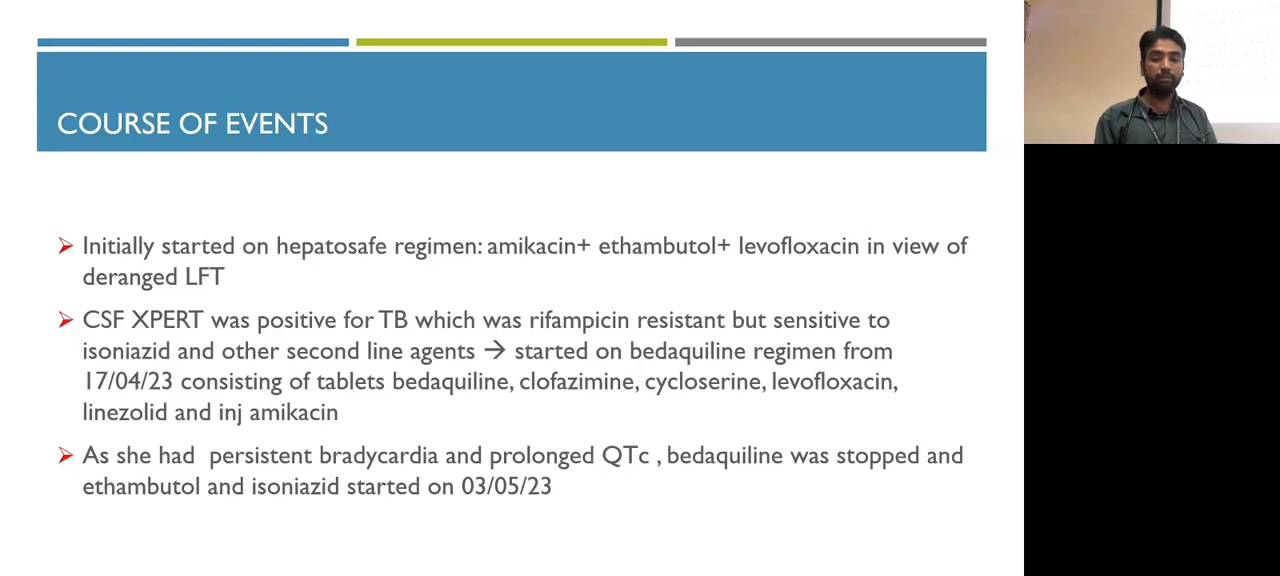 COURSE OF EVENTS
Initially started on hepatosafe regimen: amikacin+ ethambutol+ levofloxacin in view of
deranged LFT
CSF XPERT was positive for TB which was rifampicin resistant but sensitive to
isoniazid and other second line agents → started on bedaquiline regimen from
17/04/23 consisting of tablets bedaquiline, clofazimine, cycloserine, levofloxacin,
linezolid and inj amikacin
As she had persistent bradycardia and prolonged QTc , bedaquiline was stopped and
ethambutol and isoniazid started on 03/05/23